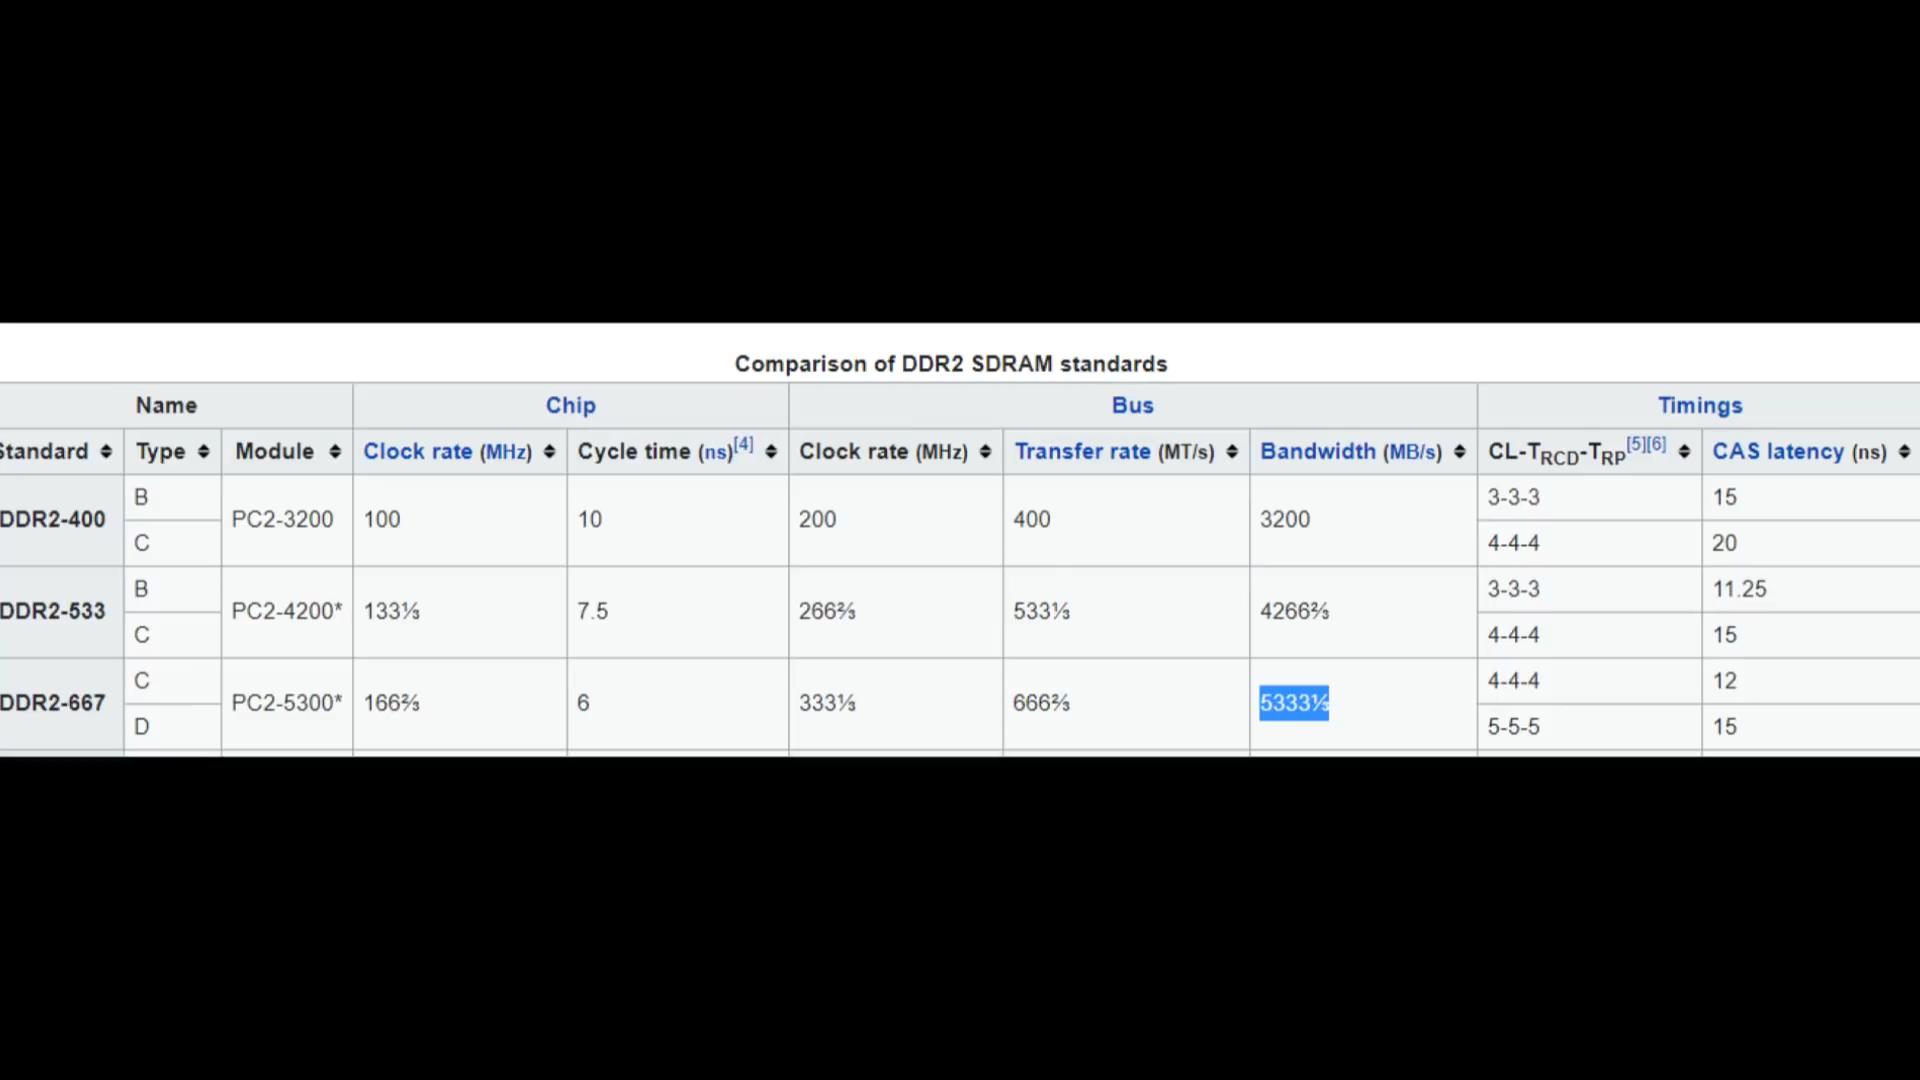 Comparison of DDR2 SDRAM standards
Name Chip Bus Timings
Standard Type Module Clock rate (MHz) Cycle time (ns)[4] Clock rate (MHz) Transfer rate (MT/s) Bandwidth (MB/s) CL-TRCD-TRP[5][6] CAS latency (ns)
DDR2-400 B PC2-3200 100 10 200 400 3200 3-3-3 15
C 4-4-4 20
DDR2-533 B PC2-4200* 133⅓ 7.5 266⅔ 533⅓ 4266⅔ 3-3-3 11.25
C 4-4-4 15
DDR2-667 C PC2-5300* 166⅔ 6 333⅓ 666⅔ 5333⅓ 4-4-4 12
D 5-5-5 15